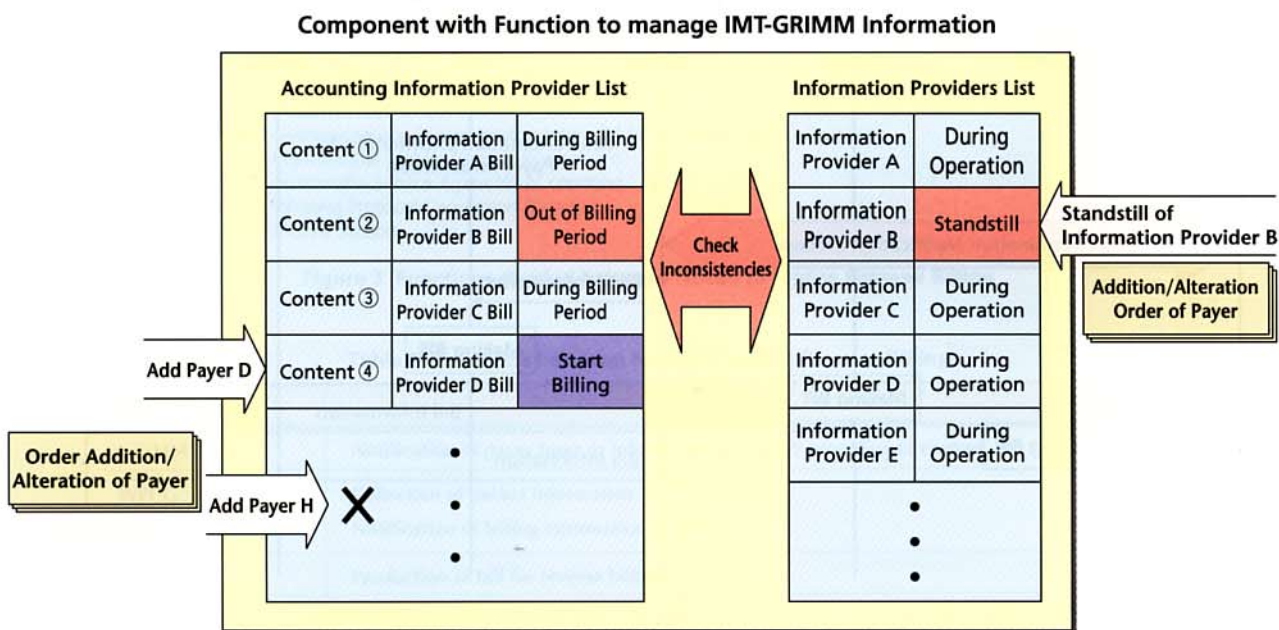 Component with Function to manage IMT-GRIMM Information
Accounting Information Provider List
Content ①
Information
Provider A Bill
During Billing
Period
Content ②
Information
Provider B Bill
Out of Billing
Period
Content ③
Information
Provider C Bill
During Billing
Period
Content ④
Information
Provider D Bill
Start
Billing
Add Payer D
Order Addition/
Alteration of Payer
Add Payer H
Check
Inconsistencies
Information Providers List
Information
Provider A
During
Operation
Information
Provider B
Standstill
Information
Provider C
During
Operation
Information
Provider D
During
Operation
Information
Provider E
During
Operation
Standstill of
Information Provider B
Addition/Alteration
Order of Payer